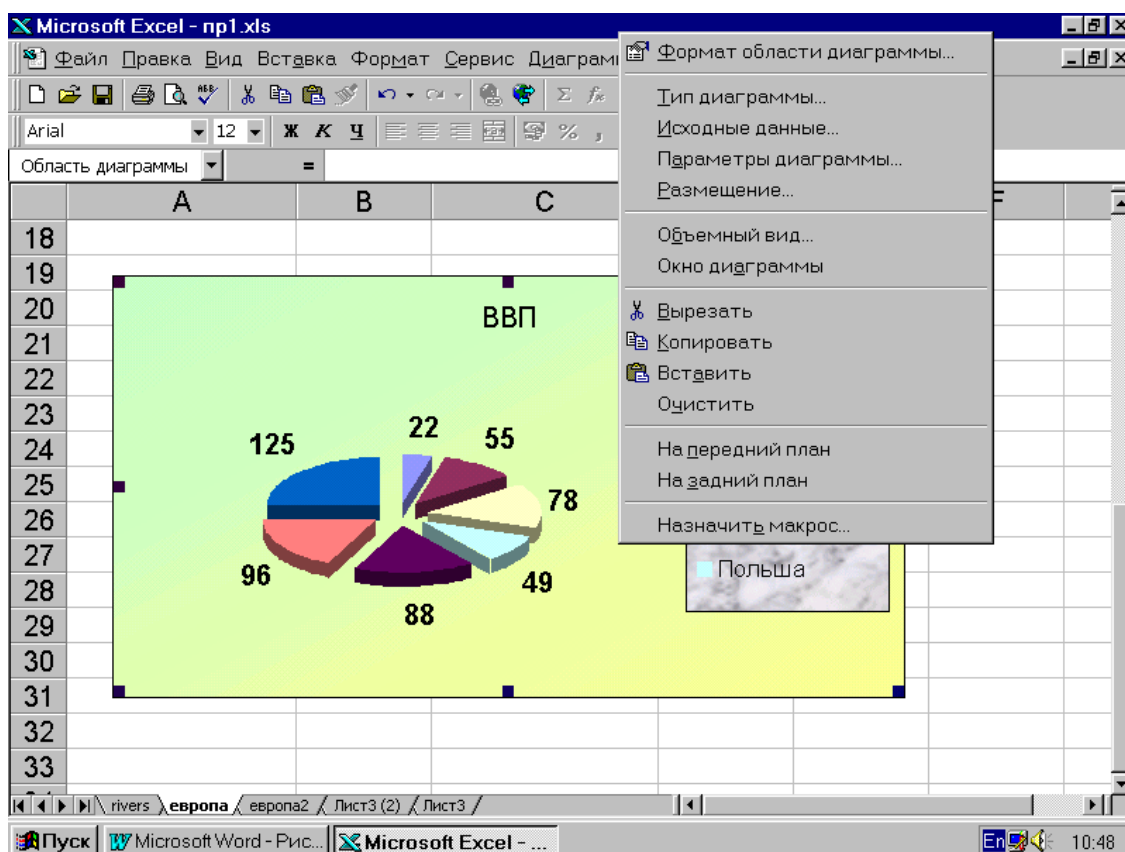 Microsoft Excel - пр1.xls
Файл Правка Вид Вставка Формат Сервис
Arial 12 Ж К Ч % ,
Область диаграммы =
A B C F
18
19
20
21
22
23
24
25
26
27
28
29
30
31
32
33
ВВП
125
22
55
78
49
88
96
Польша
Формат области диаграммы...
Тип диаграммы...
Исходные данные...
Параметры диаграммы...
Размещение...
Объемный вид...
Окно диаграммы
Вырезать
Копировать
Вставить
Очистить
На передний план
На задний план
Назначить макрос...
rivers европа европа2 Лист3 (2) Лист3
Пуск Microsoft Word - Рис... Microsoft Excel - ... En 10:48